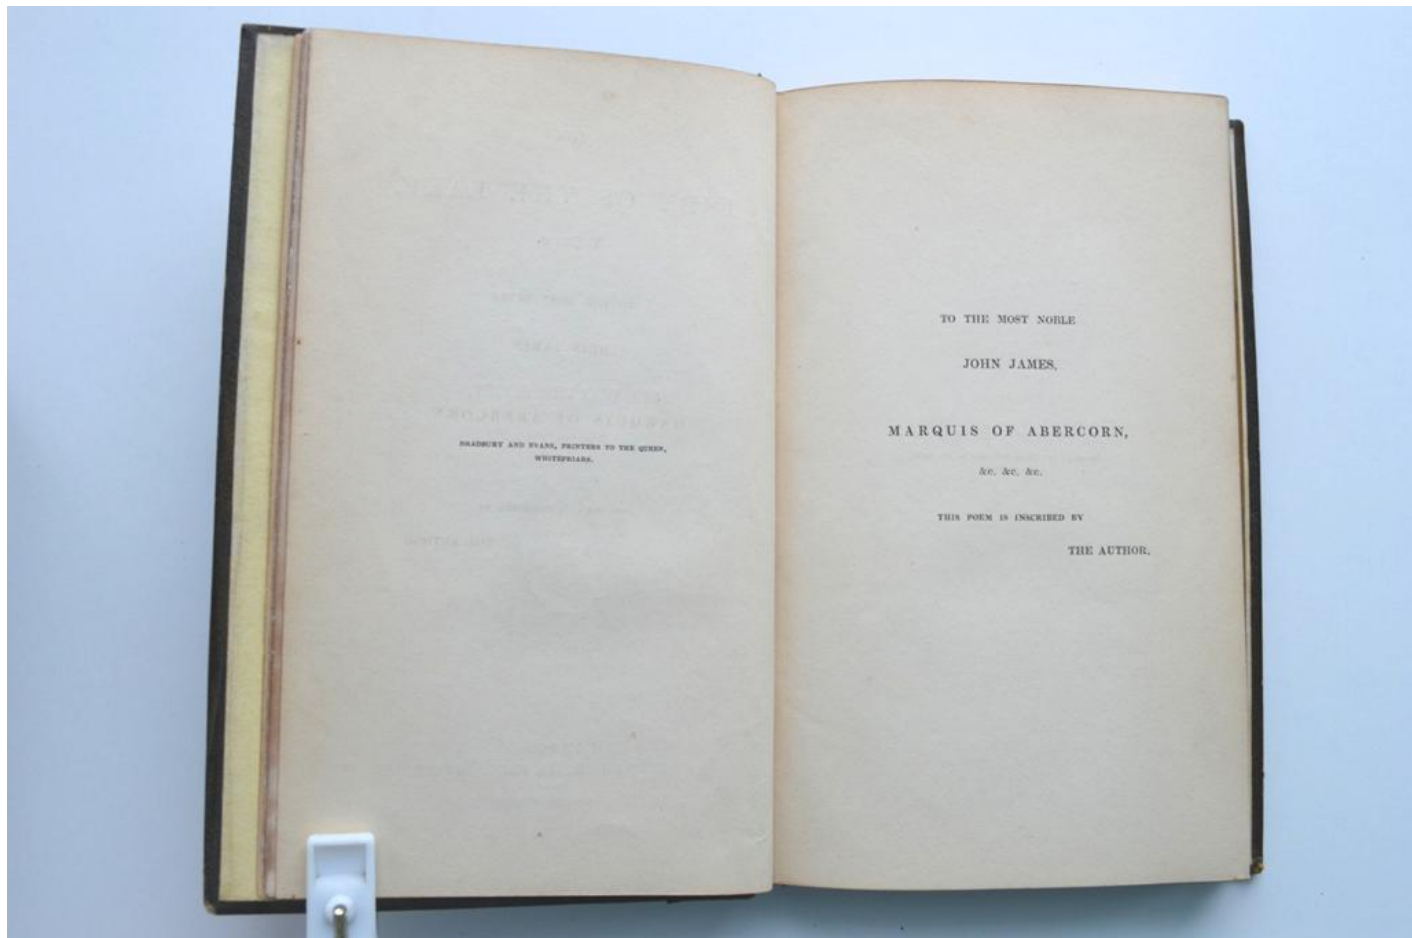 BRADBURY AND EVANS, PRINTERS TO THE QUEEN,
WHITEFRIARS.
TO THE MOST NOBLE
JOHN JAMES,
MARQUIS OF ABERCORN,
&c. &c. &c.
THIS POEM IS INSCRIBED BY
THE AUTHOR.